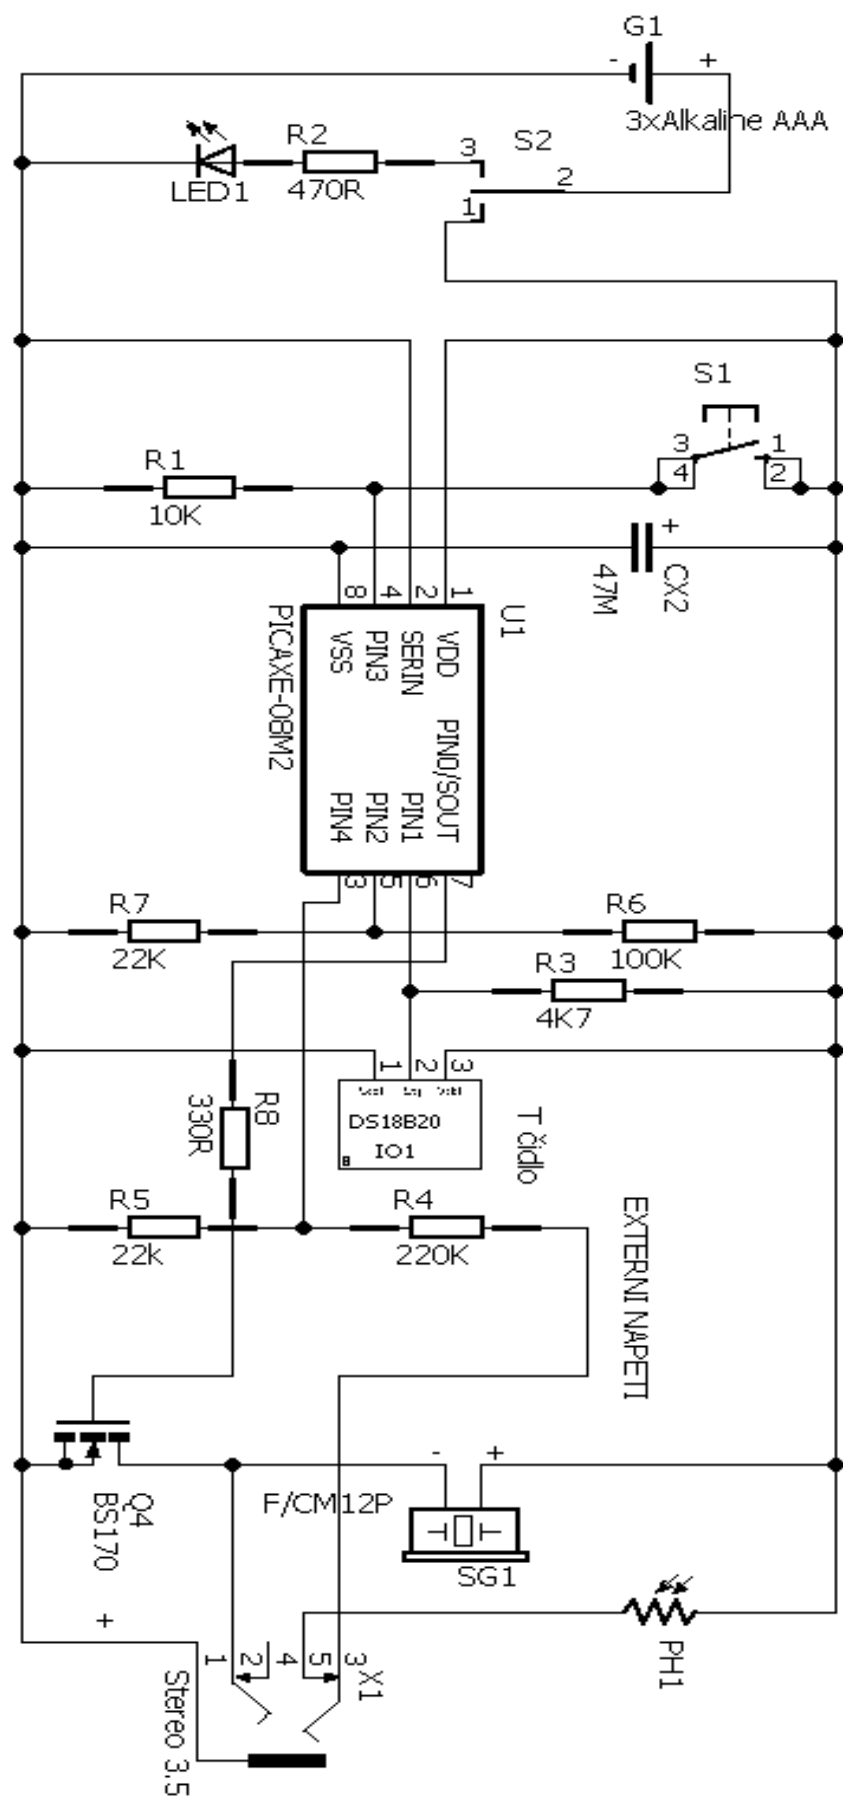 G1
- +
3xAlkaline AAA
S2
R2
3
2
LED1
470R
1
S1
R1
3 1
4 2
10K
+
CX2
47M
8 4 2 1
U1
PICAXE-08M2
VSS
PIN3
SERIN
VDD
PIN4
PIN2
PIN1
PIN0/SOUT
3 5 6 7
R7
R6
22K
100K
R3
4K7
1 2 3
R8
330R
DS18B20
IO1
T čidlo
R5
R4
22k
220K
EXTERNI NAPETI
- +
Q4
BS170
F/CM12P
SG1
+
1 2 4 5 3
X1
PH1
Stereo 3.5